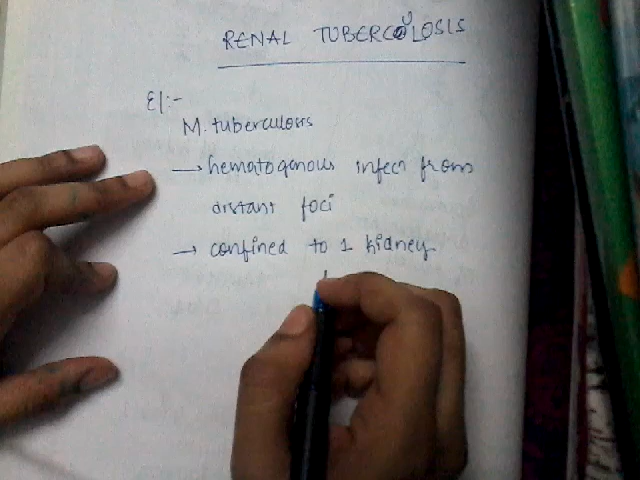 RENAL TUBERCULOSIS
E/:-
M. tuberculosis
→ hematogenous infecn from
distant foci
→ confined to 1 kidney